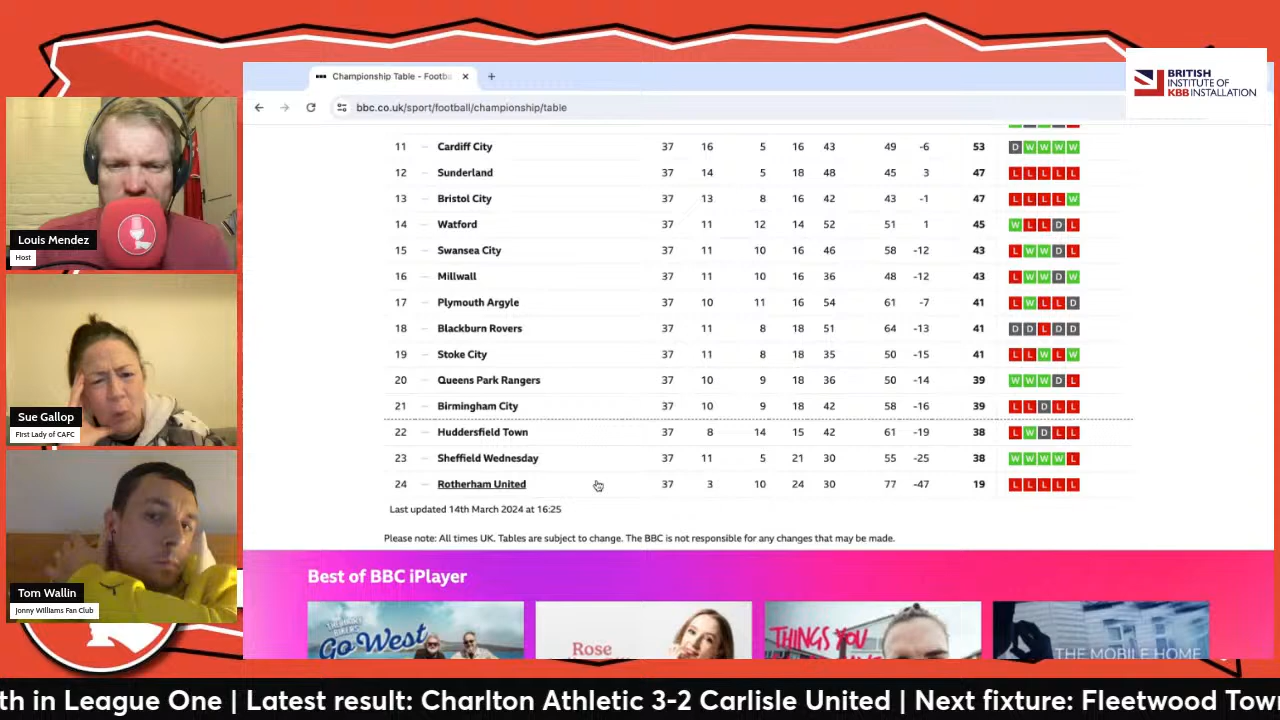 Championship Table - Footba
bbc.co.uk/sport/football/championship/table
BRITISH
INSTITUTE OF
KBB INSTALLATION
11 Cardiff City 37 16 5 16 43 49 -6 53 D W W W W
12 Sunderland 37 14 5 18 48 45 3 47 L L L L L
13 Bristol City 37 13 8 16 42 43 -1 47 L L L L W
14 Watford 37 11 12 14 52 51 1 45 W L L D L
15 Swansea City 37 11 10 16 46 58 -12 43 L W W D L
16 Millwall 37 11 10 16 36 48 -12 43 L W W D W
17 Plymouth Argyle 37 10 11 16 54 61 -7 41 L W L L D
18 Blackburn Rovers 37 11 8 18 51 64 -13 41 D D L D D
19 Stoke City 37 11 8 18 35 50 -15 41 L L W L W
20 Queens Park Rangers 37 10 9 18 36 50 -14 39 W W W D L
21 Birmingham City 37 10 9 18 42 58 -16 39 L L D L L
22 Huddersfield Town 37 8 14 15 42 61 -19 38 L W D L L
23 Sheffield Wednesday 37 11 5 21 30 55 -25 38 W W W W L
24 Rotherham United 37 3 10 24 30 77 -47 19 L L L L L
Last updated 14th March 2024 at 16:25
Please note: All times UK. Tables are subject to change. The BBC is not responsible for any changes that may be made.
Best of BBC iPlayer
GO WEST
Rose
THINGS YOU
THE MOBILE HOME
Louis Mendez
Host
Sue Gallop
First Lady of CAFC
Tom Wallin
Jonny Williams Fan Club
th in League One | Latest result: Charlton Athletic 3-2 Carlisle United | Next fixture: Fleetwood Tow